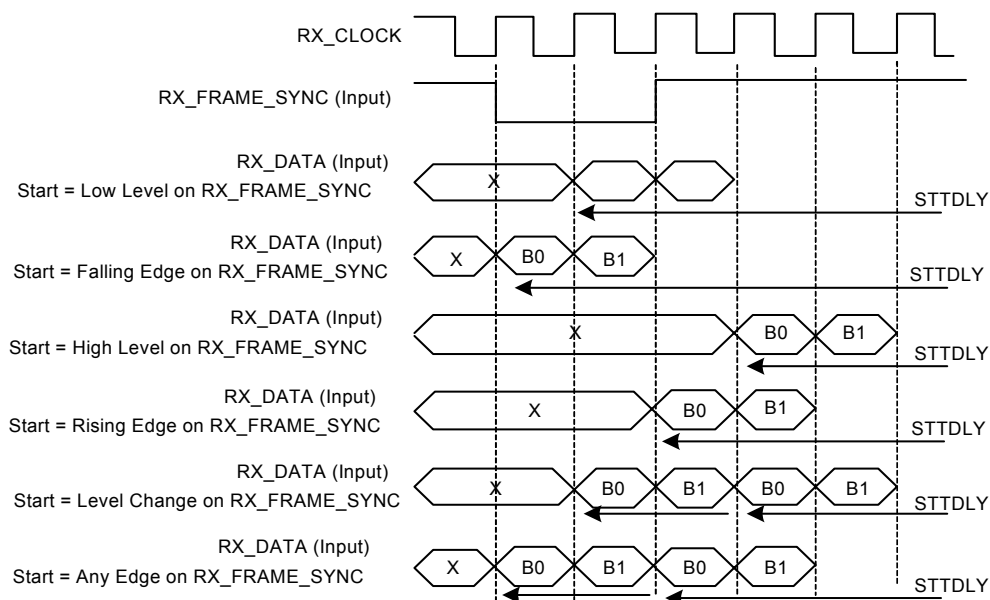 RX_CLOCK
RX_FRAME_SYNC (Input)
RX_DATA (Input)
Start = Low Level on RX_FRAME_SYNC
X
STTDLY
RX_DATA (Input)
Start = Falling Edge on RX_FRAME_SYNC
X B0 B1
STTDLY
RX_DATA (Input)
Start = High Level on RX_FRAME_SYNC
X B0 B1
STTDLY
RX_DATA (Input)
Start = Rising Edge on RX_FRAME_SYNC
X B0 B1
STTDLY
RX_DATA (Input)
Start = Level Change on RX_FRAME_SYNC
X B0 B1 B0 B1
STTDLY
RX_DATA (Input)
Start = Any Edge on RX_FRAME_SYNC
X B0 B1 B0 B1
STTDLY